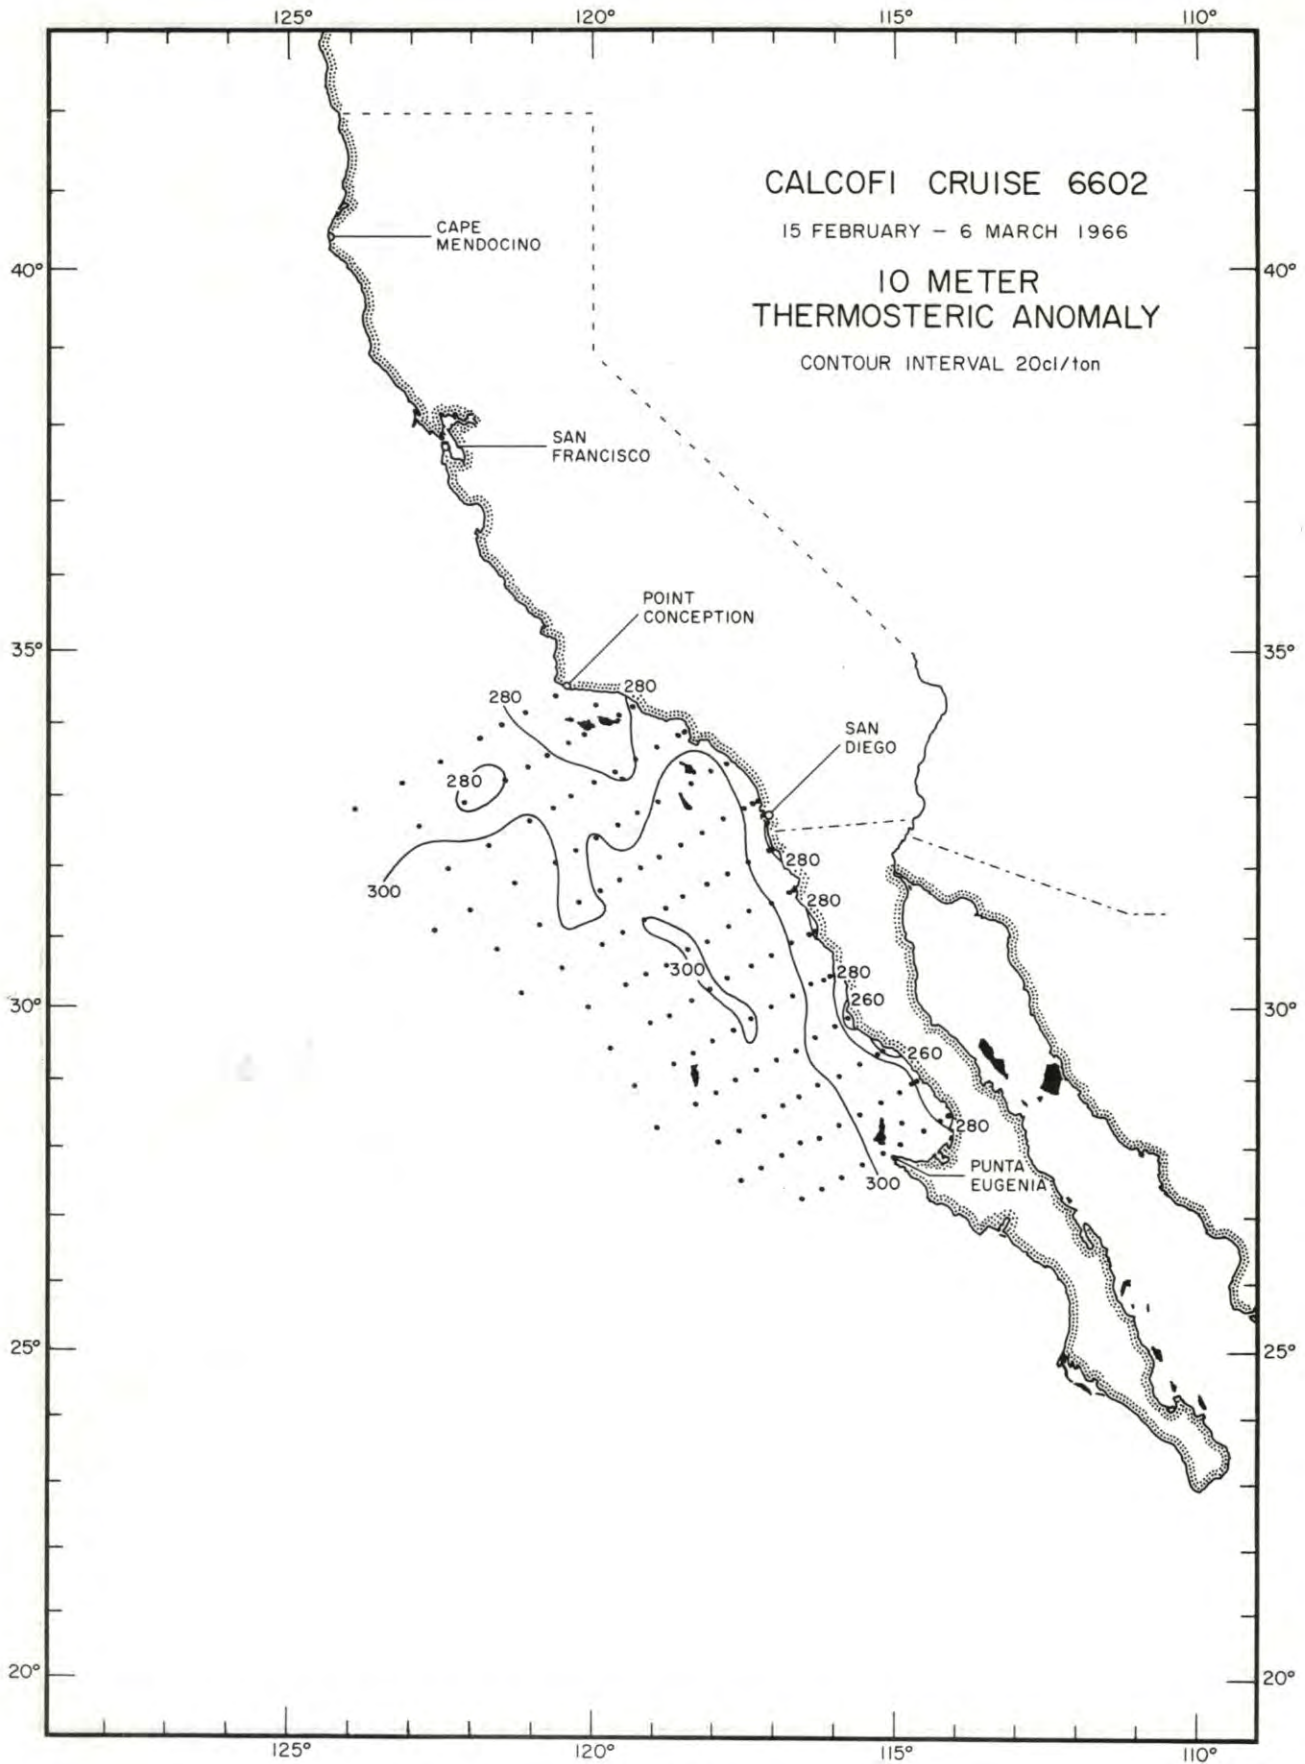 125° 120° 115° 110°
CALCOFI CRUISE 6602
15 FEBRUARY – 6 MARCH 1966
10 METER
THERMOSTERIC ANOMALY
CONTOUR INTERVAL 20cl/ton
CAPE
MENDOCINO
40° 40°
SAN
FRANCISCO
POINT
CONCEPTION
35° 35°
280 280
SAN
DIEGO
280
280
300
280
300
280
260
30° 30°
260
280
PUNTA
EUGENIA
300
25° 25°
20° 20°
125° 120° 115° 110°